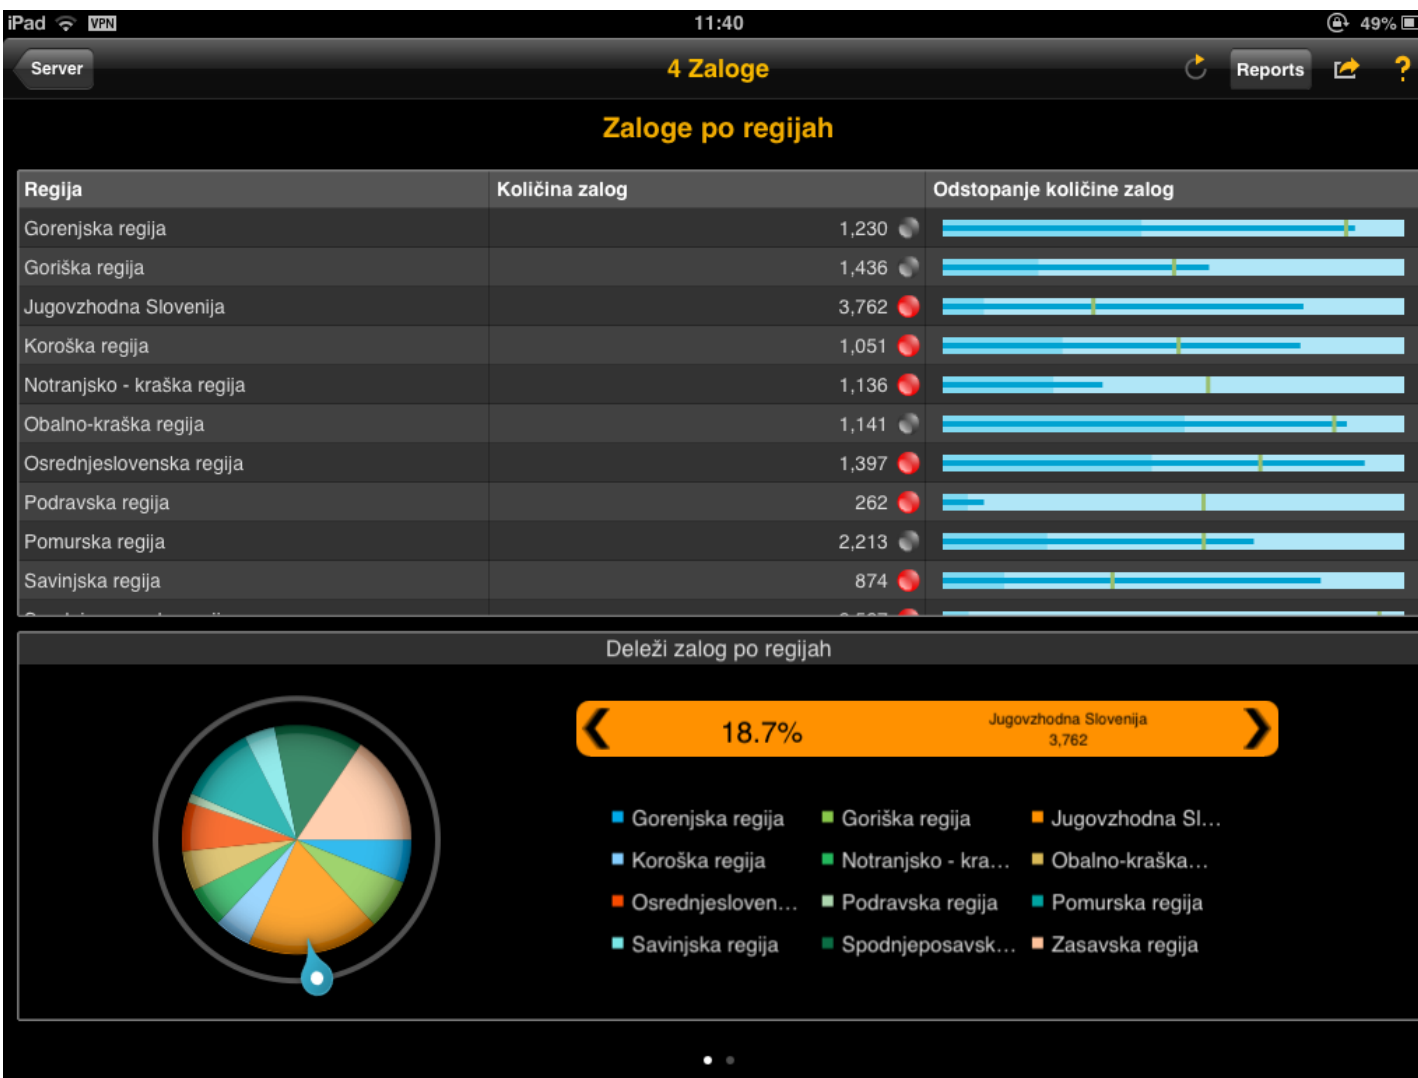 iPad VPN 11:40 49%
Server 4 Zaloge Reports ?
Zaloge po regijah
Regija Količina zalog Odstopanje količine zalog
Gorenjska regija 1,230
Goriška regija 1,436
Jugovzhodna Slovenija 3,762
Koroška regija 1,051
Notranjsko - kraška regija 1,136
Obalno-kraška regija 1,141
Osrednjeslovenska regija 1,397
Podravska regija 262
Pomurska regija 2,213
Savinjska regija 874
Deleži zalog po regijah
18.7% Jugovzhodna Slovenija
3,762
Gorenjska regija Goriška regija Jugovzhodna Sl...
Koroška regija Notranjsko - kra... Obalno-kraška...
Osrednjesloven... Podravska regija Pomurska regija
Savinjska regija Spodnjeposavsk... Zasavska regija